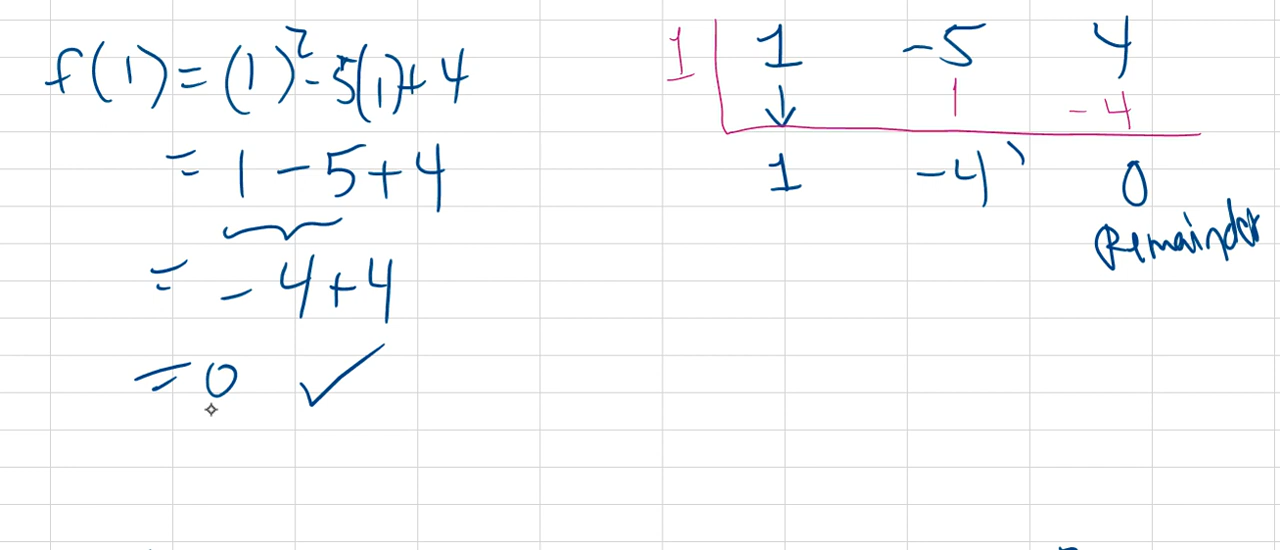 f(1) = (1)² - 5(1) + 4
= 1 - 5 + 4
= - 4 + 4
= 0 ✓
1 | 1 -5 4
↓ 1 -4
1 -4 0
Remainder